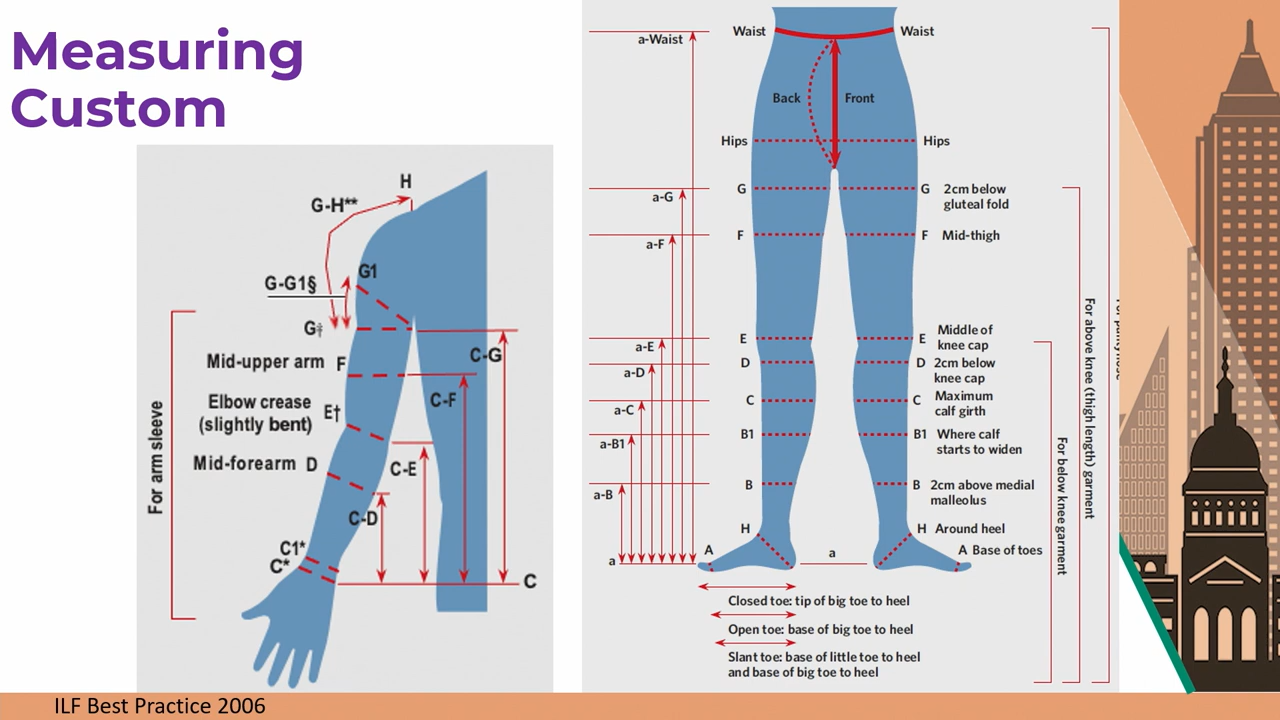 Measuring
Custom
H
G-H**
G1
G-G1§
G‡
Mid-upper arm F
C-G
Elbow crease
(slightly bent)
E†
C-F
Mid-forearm D
C-E
For arm sleeve
C-D
C1*
C*
C
a-Waist
Waist
Waist
Back
Front
Hips
Hips
a-G
G
G 2cm below
gluteal fold
a-F
F
F Mid-thigh
a-E
E
E Middle of
knee cap
a-D
D
D 2cm below
knee cap
a-C
C
C Maximum
calf girth
a-B1
B1
B1 Where calf
starts to widen
a-B
B
B 2cm above medial
malleolus
H
H Around heel
a
A
a
A Base of toes
For below knee garment
For above knee (thigh length) garment
Closed toe: tip of big toe to heel
Open toe: base of big toe to heel
Slant toe: base of little toe to heel
and base of big toe to heel
ILF Best Practice 2006